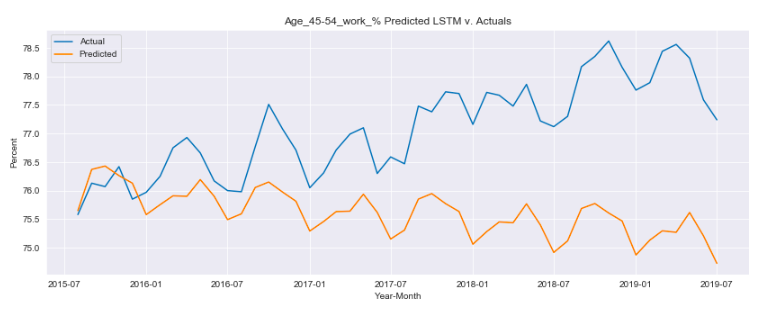 Age_45-54_work_% Predicted LSTM v. Actuals
Actual
Predicted
78.5
78.0
77.5
77.0
76.5
76.0
75.5
75.0
Percent
2015-07 2016-01 2016-07 2017-01 2017-07 2018-01 2018-07 2019-01 2019-07
Year-Month